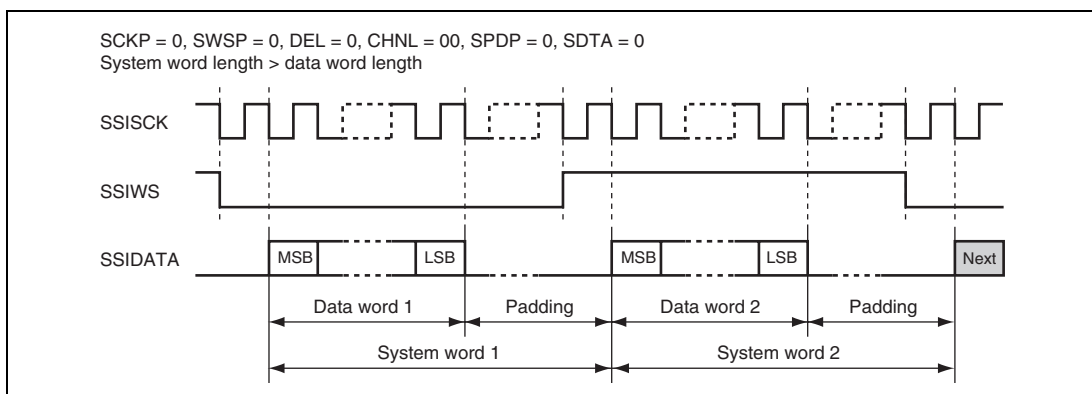 SCKP = 0, SWSP = 0, DEL = 0, CHNL = 00, SPDP = 0, SDTA = 0
System word length > data word length
SSISCK
SSIWS
SSIDATA
MSB
LSB
MSB
LSB
Next
Data word 1
Padding
Data word 2
Padding
System word 1
System word 2